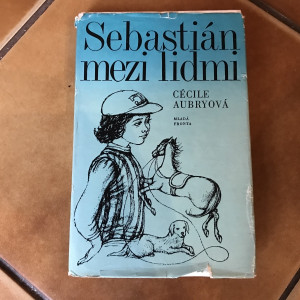 Sebastián
mezi lidmi
CÉCILE
AUBRYOVÁ
MLADÁ
FRONTA